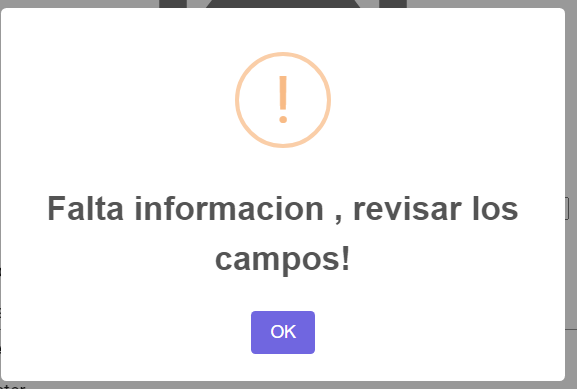 Falta informacion , revisar los
campos!
OK